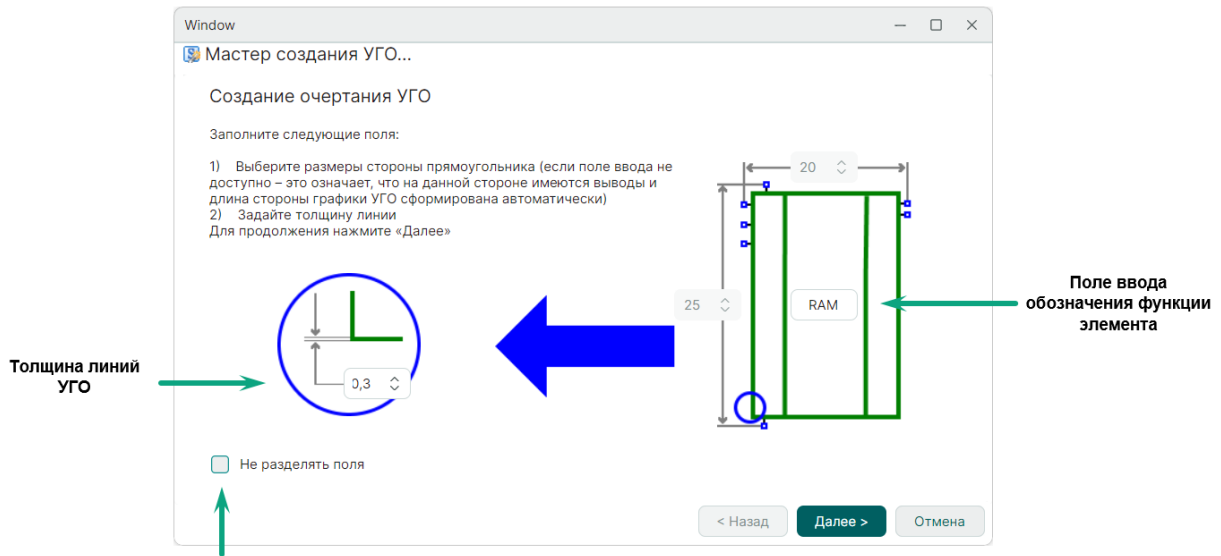 Window
Мастер создания УГО...
Создание очертания УГО
Заполните следующие поля:
1) Выберите размеры стороны прямоугольника (если поле ввода не
доступно – это означает, что на данной стороне имеются выводы и
длина стороны графики УГО сформирована автоматически)
2) Задайте толщину линии
Для продолжения нажмите «Далее»
20
25
RAM
Поле ввода
обозначения функции
элемента
Толщина линий
УГО
0,3
Не разделять поля
< Назад
Далее >
Отмена